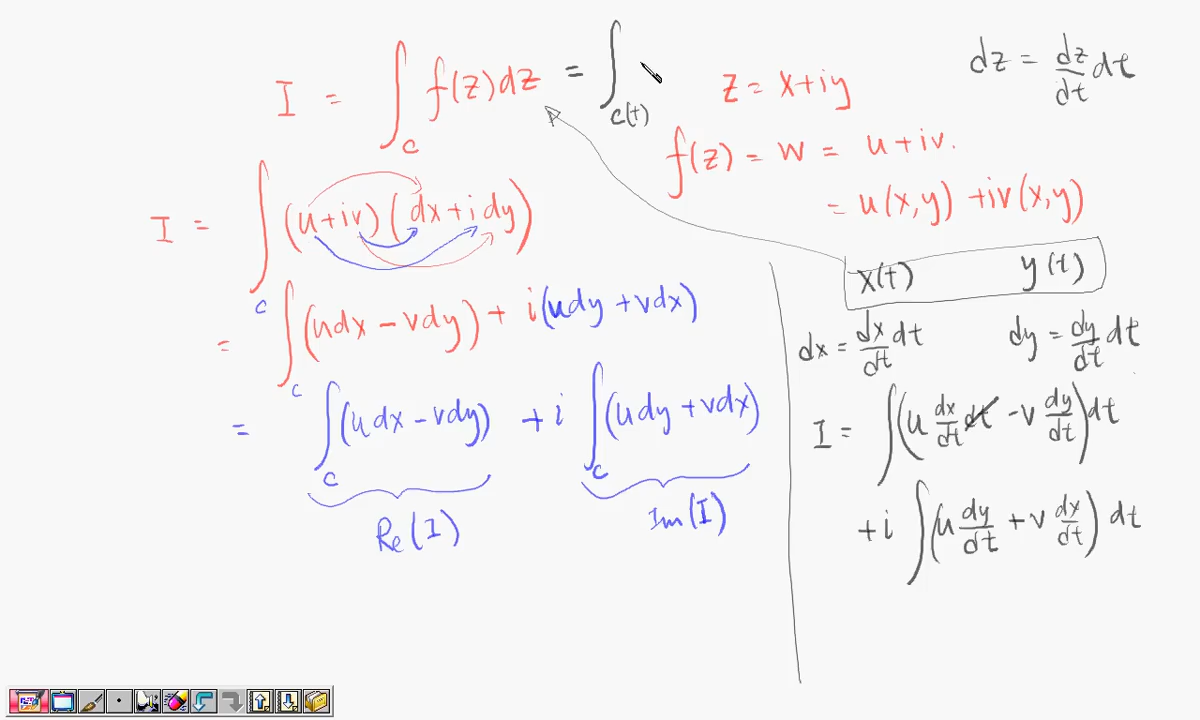 I = ∫_C f(z)dz = ∫_C(t)
z = x+iy
dz = dz/dt dt
f(z) = w = u+iv.
= u(x,y) +iv(x,y)
I = ∫_C (u+iv)(dx+idy)
x(t) y(t)
= ∫_C (udx − vdy) + i(udy +vdx)
dx = dx/dt dt dy = dy/dt dt
= ∫_C (udx −vdy) + i ∫_C (udy +vdx)
Re(I) Im(I)
I = ∫(u dx/dt dt −v dy/dt)dt
+i ∫(u dy/dt +v dx/dt) dt